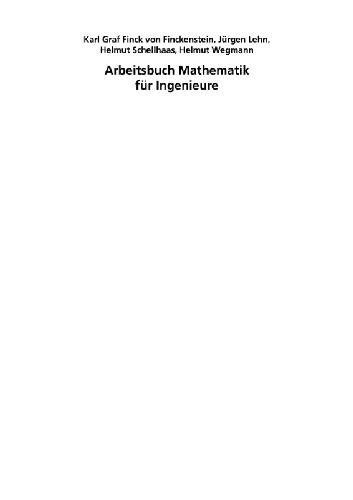 Karl Graf Finck von Finckenstein, Jürgen Lehn,
Helmut Schellhaas, Helmut Wegmann
Arbeitsbuch Mathematik
für Ingenieure